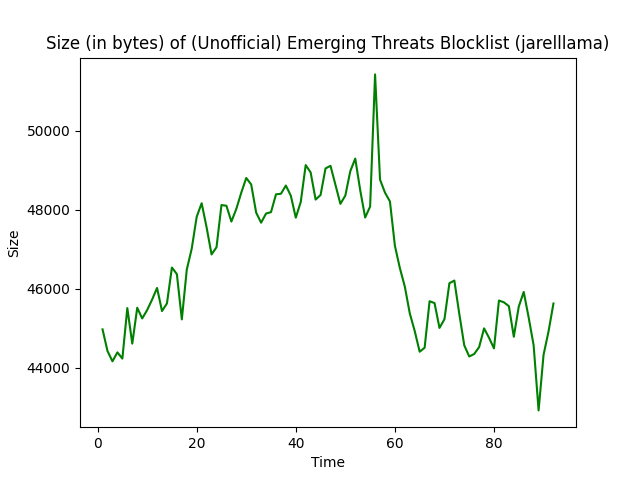 Size (in bytes) of (Unofficial) Emerging Threats Blocklist (jarelllama)
50000
48000
46000
44000
Size
0 20 40 60 80
Time